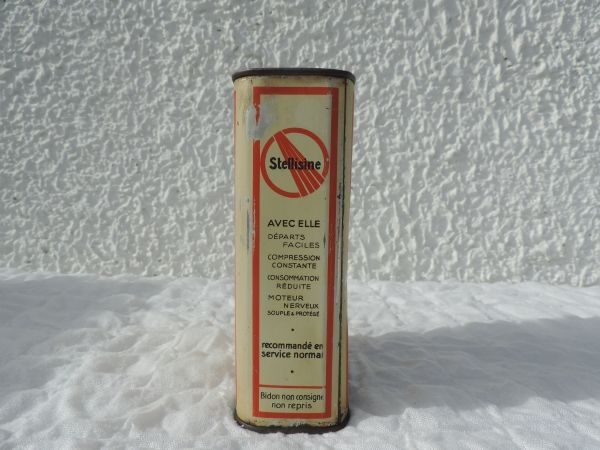 Stellisine
AVEC ELLE
DÉPARTS
FACILES
COMPRESSION
CONSTANTE
CONSOMMATION
RÉDUITE
MOTEUR
NERVEUX
SOUPLE & PROTÉGÉ
recommandé en
service normal
Bidon non consigné
non repris